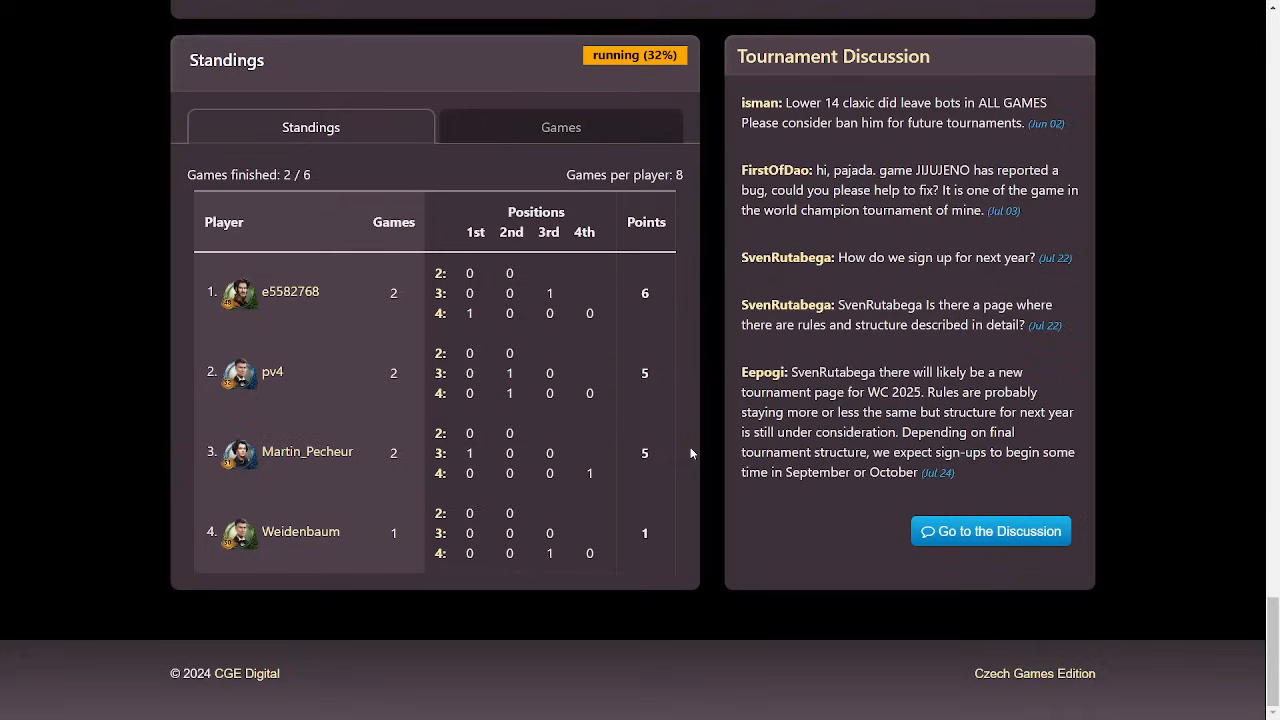 Standings
running (32%)
Standings
Games
Games finished: 2 / 6
Games per player: 8
Player Games Positions Points
1st 2nd 3rd 4th
2: 0 0
1. e5582768 2 3: 0 0 1 6
4: 1 0 0 0
2: 0 0
2. pv4 2 3: 0 1 0 5
4: 0 1 0 0
2: 0 0
3. Martin_Pecheur 2 3: 1 0 0 5
4: 0 0 0 1
2: 0 0
4. Weidenbaum 1 3: 0 0 0 1
4: 0 0 1 0
Tournament Discussion
isman: Lower 14 claxic did leave bots in ALL GAMES
Please consider ban him for future tournaments. (Jun 02)
FirstOfDao: hi, pajada. game JIJUJENO has reported a
bug, could you please help to fix? It is one of the game in
the world champion tournament of mine. (Jul 03)
SvenRutabega: How do we sign up for next year? (Jul 22)
SvenRutabega: SvenRutabega Is there a page where
there are rules and structure described in detail? (Jul 22)
Eepogi: SvenRutabega there will likely be a new
tournament page for WC 2025. Rules are probably
staying more or less the same but structure for next year
is still under consideration. Depending on final
tournament structure, we expect sign-ups to begin some
time in September or October (Jul 24)
Go to the Discussion
© 2024 CGE Digital
Czech Games Edition